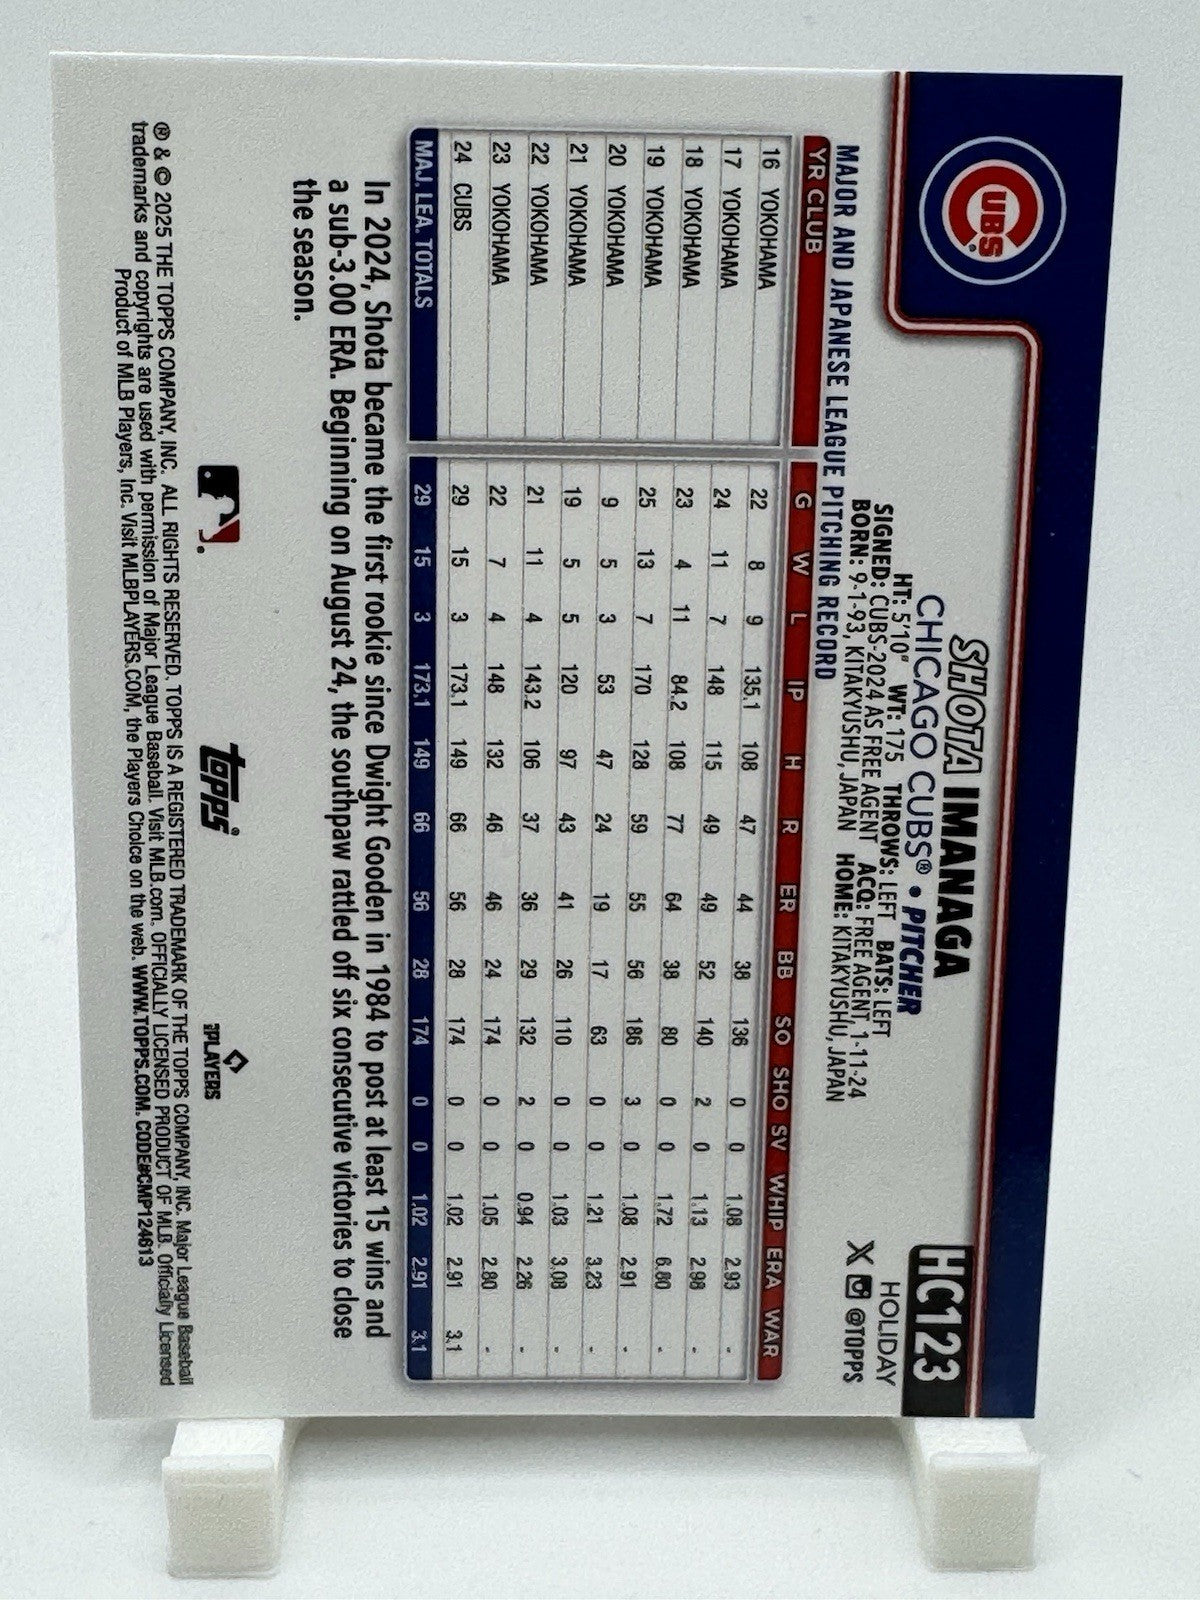 CUBS
HC123
HOLIDAY
@TOPPS
SHOTA IMANAGA
CHICAGO CUBS® • PITCHER
HT: 5'10" WT: 175 THROWS: LEFT BATS: LEFT
SIGNED: CUBS-2024 AS FREE AGENT ACQ: FREE AGENT, 1-11-24
BORN: 9-1-93, KITAKYUSHU, JAPAN HOME: KITAKYUSHU, JAPAN
MAJOR AND JAPANESE LEAGUE PITCHING RECORD
YR CLUB G W L IP H R ER BB SO SHO SV WHIP ERA WAR
16 YOKOHAMA 22 8 9 135.1 108 47 44 38 136 0 0 1.08 2.93 -
17 YOKOHAMA 24 11 7 148 115 49 49 52 140 2 0 1.13 2.98 -
18 YOKOHAMA 23 4 11 84.2 108 77 64 38 80 0 0 1.72 6.80 -
19 YOKOHAMA 25 13 7 170 128 59 55 56 186 3 0 1.08 2.91 -
20 YOKOHAMA 9 5 3 53 47 24 19 17 63 0 0 1.21 3.23 -
21 YOKOHAMA 19 5 5 120 97 43 41 26 110 0 0 1.03 3.08 -
22 YOKOHAMA 21 11 4 143.2 106 37 36 29 132 2 0 0.94 2.26 -
23 YOKOHAMA 22 7 4 148 132 46 46 24 174 0 0 1.05 2.80 -
24 CUBS 29 15 3 173.1 149 66 56 28 174 0 0 1.02 2.91 3.1
MAJ. LEA. TOTALS 29 15 3 173.1 149 66 56 28 174 0 0 1.02 2.91 3.1
In 2024, Shota became the first rookie since Dwight Gooden in 1984 to post at least 15 wins and
a sub-3.00 ERA. Beginning on August 24, the southpaw rattled off six consecutive victories to close
the season.
topps®
PLAYERS
® & © 2025 THE TOPPS COMPANY, INC. ALL RIGHTS RESERVED. TOPPS IS A REGISTERED TRADEMARK OF THE TOPPS COMPANY, INC. Major League Baseball
trademarks and copyrights are used with permission of Major League Baseball. Visit MLB.com. OFFICIALLY LICENSED PRODUCT OF MLB. Officially Licensed
Product of MLB Players, Inc. Visit MLBPLAYERS.COM, the Players Choice on the web. WWW.TOPPS.COM. CODE#CMP124613